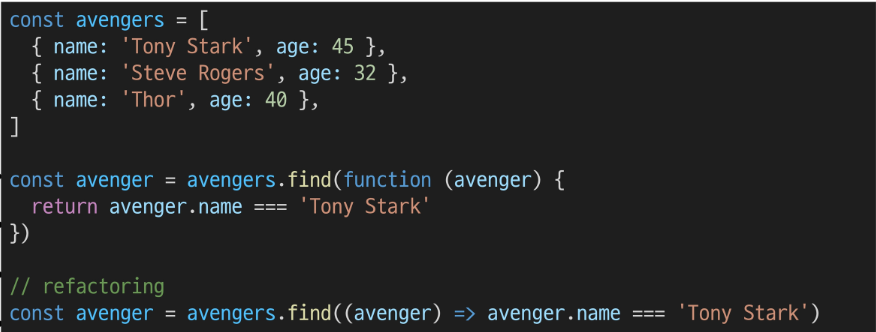 const avengers = [
  { name: 'Tony Stark', age: 45 },
  { name: 'Steve Rogers', age: 32 },
  { name: 'Thor', age: 40 },
]
const avenger = avengers.find(function (avenger) {
  return avenger.name === 'Tony Stark'
})
// refactoring
const avenger = avengers.find((avenger) => avenger.name === 'Tony Stark')